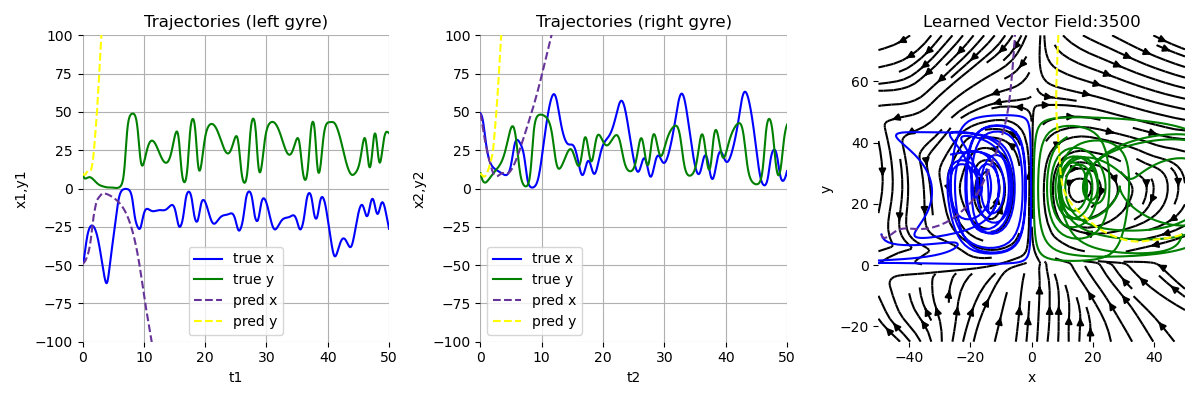 Trajectories (left gyre)
100
75
50
25
0
−25
−50
−75
−100
0
10
20
30
40
50
x1,y1
t1
true x
true y
pred x
pred y
Trajectories (right gyre)
100
75
50
25
0
−25
−50
−75
−100
0
10
20
30
40
50
x2,y2
t2
true x
true y
pred x
pred y
Learned Vector Field:3500
60
40
20
0
−20
−40
−20
0
20
40
y
x